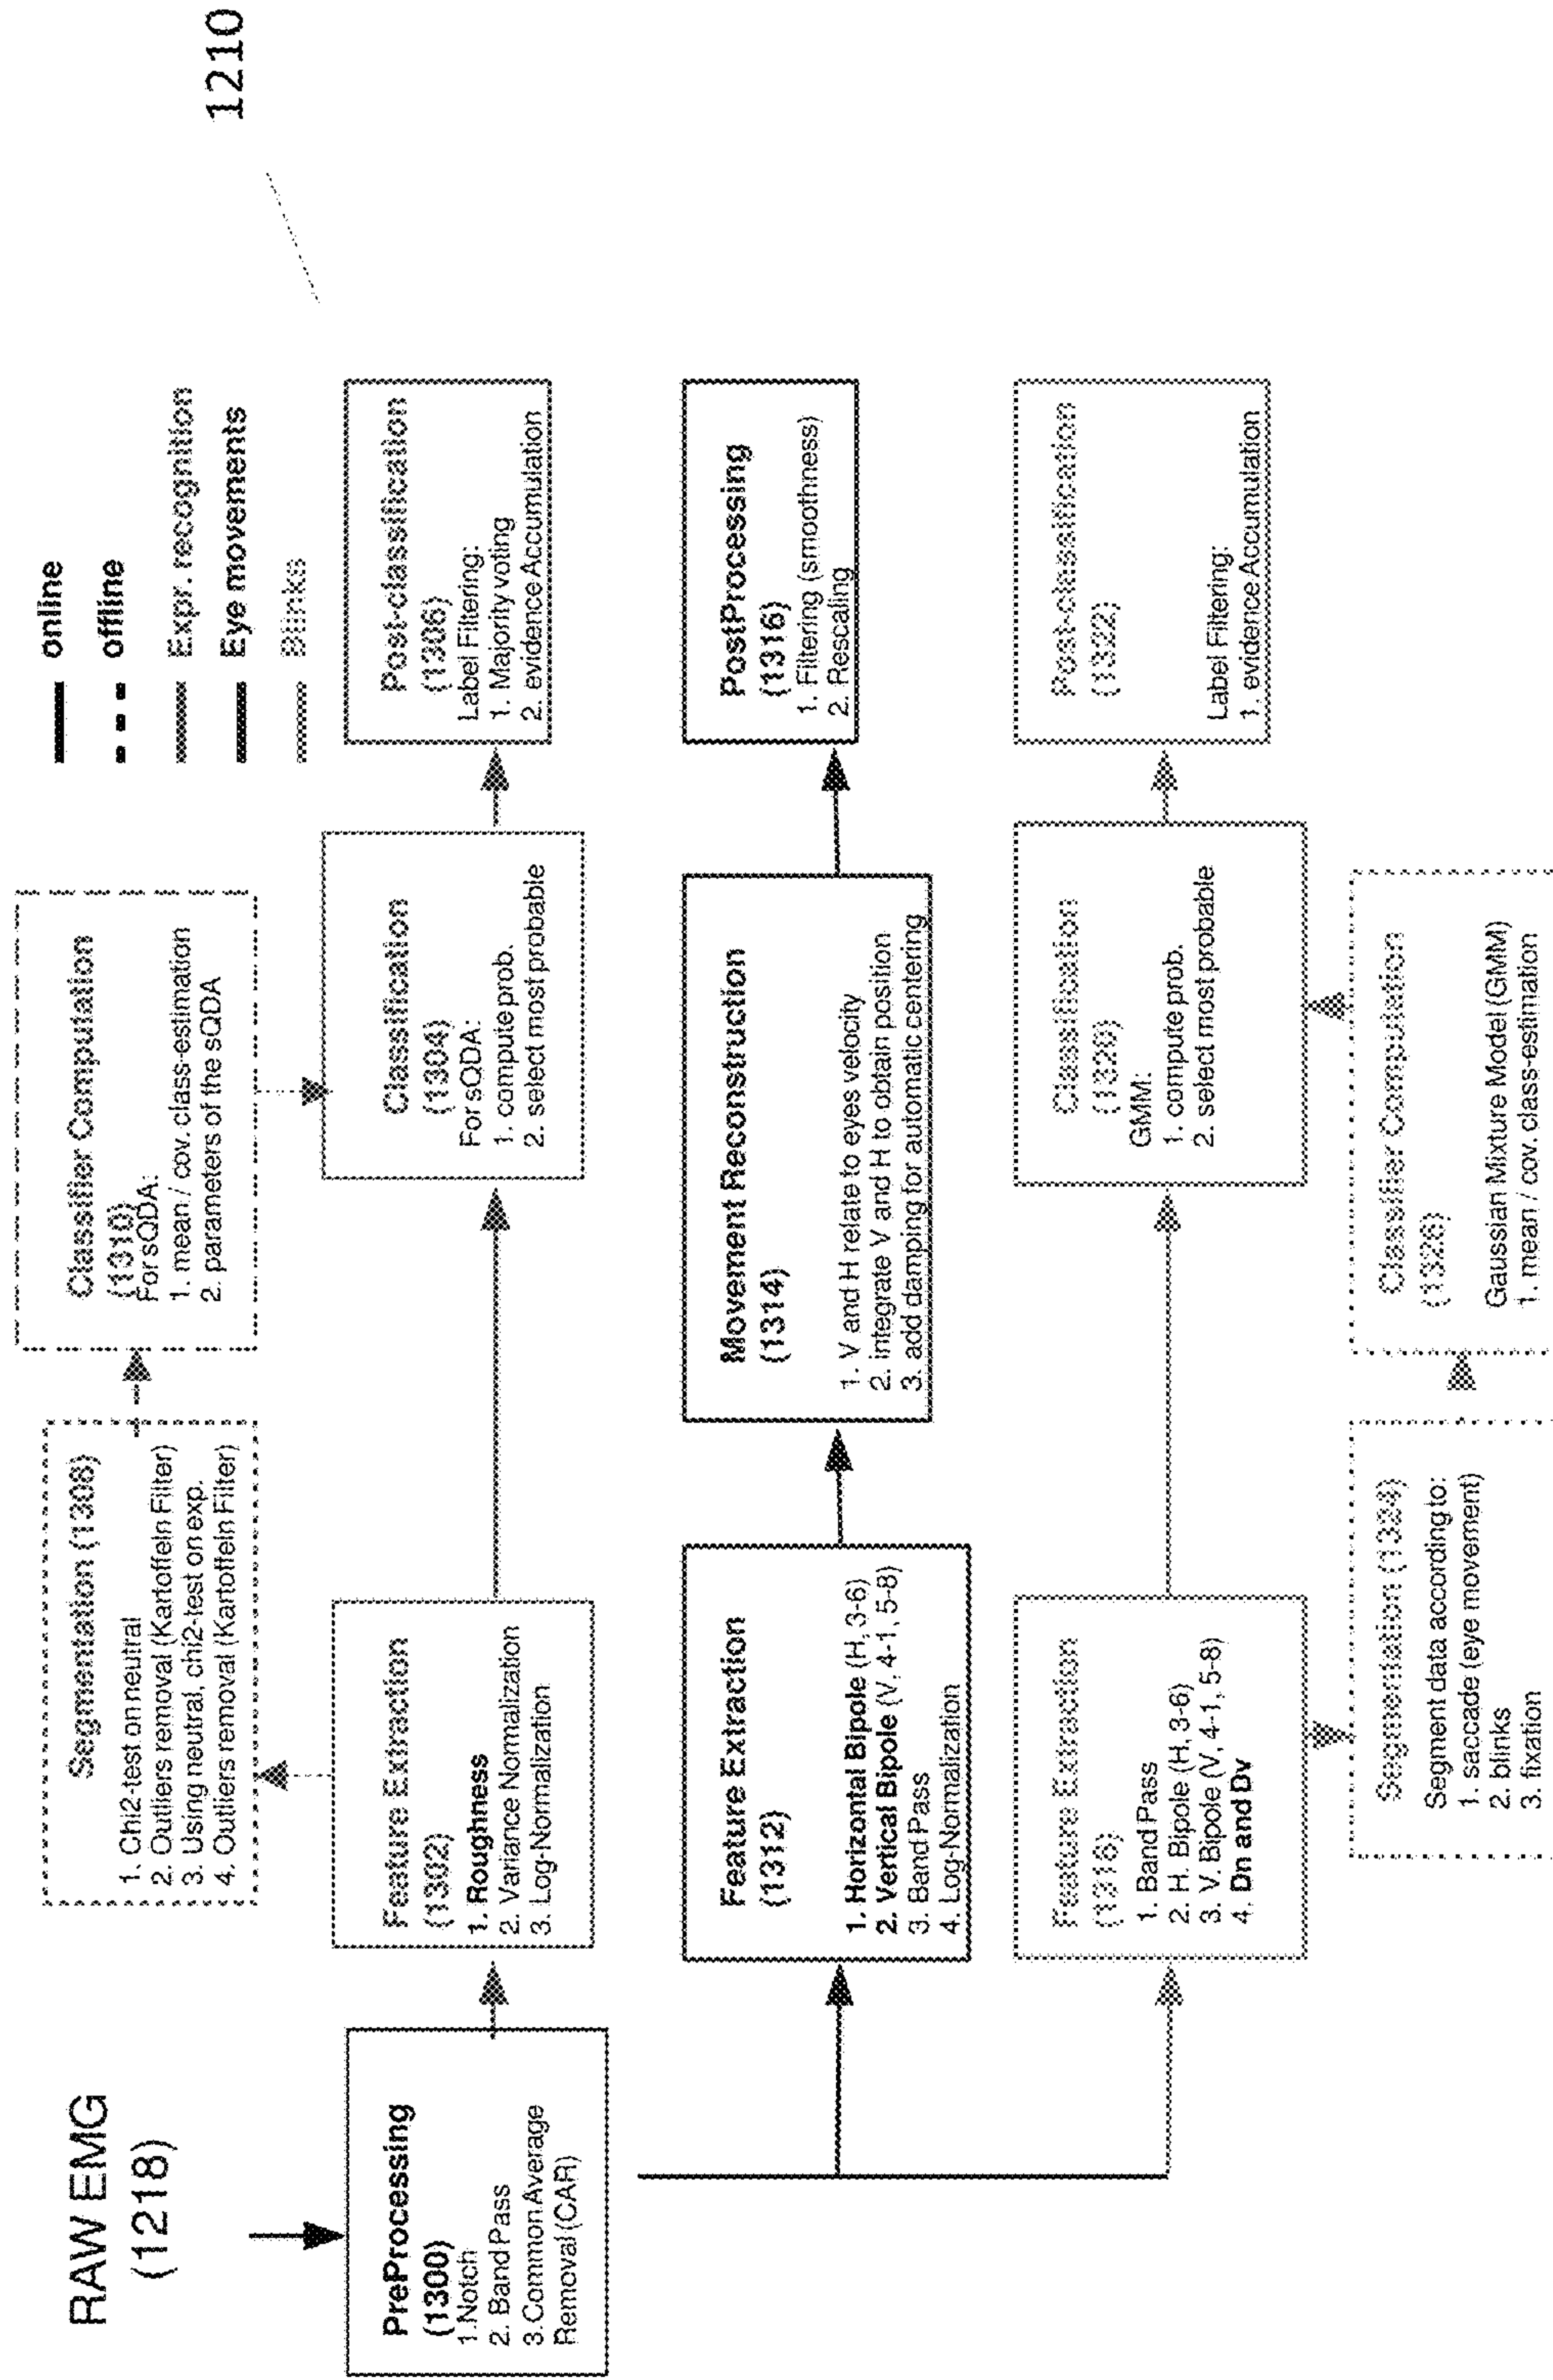 RAW EMG
(1218)
online
offline
Expr. recognition
Eye movements
Blinks
1210
Segmentation (1308)
1. Chi2-test on neutral
2. Outliers removal (Kartoffeln Filter)
3. Using neutral, chi2-test on exp.
4. Outliers removal (Kartoffeln Filter)
Classifier Computation
(1310)
For sQDA:
1. mean / cov. class-estimation
2. parameters of the sQDA
PreProcessing
(1300)
1.Notch
2. Band Pass
3.Common Average
Removal (CAR)
Feature Extraction
(1302)
1. Roughness
2. Variance Normalization
3. Log-Normalization
Classification
(1304)
For sQDA:
1. compute prob.
2. select most probable
Post-classification
(1306)
Label Filtering:
1. Majority voting
2. evidence Accumulation
Feature Extraction
(1312)
1. Horizontal Bipole (H, 3-6)
2. Vertical Bipole (V, 4-1, 5-8)
3. Band Pass
4. Log-Normalization
Movement Reconstruction
(1314)
1. V and H relate to eyes velocity
2. integrate V and H to obtain position
3. add damping for automatic centering
PostProcessing
(1316)
1. Filtering (smoothness)
2. Rescaling
Feature Extraction
(1318)
1. Band Pass
2. H. Bipole (H, 3-6)
3. V. Bipole (V, 4-1, 5-8)
4. Dn and Dv
Classification
(1320)
GMM:
1. compute prob.
2. select most probable
Post-classification
(1322)
Label Filtering:
1. evidence Accumulation
Segmentation (1324)
Segment data according to:
1. saccade (eye movement)
2. blinks
3. fixation
Classifier Computation
(1326)
Gaussian Mixture Model (GMM)
1. mean / cov. class-estimation